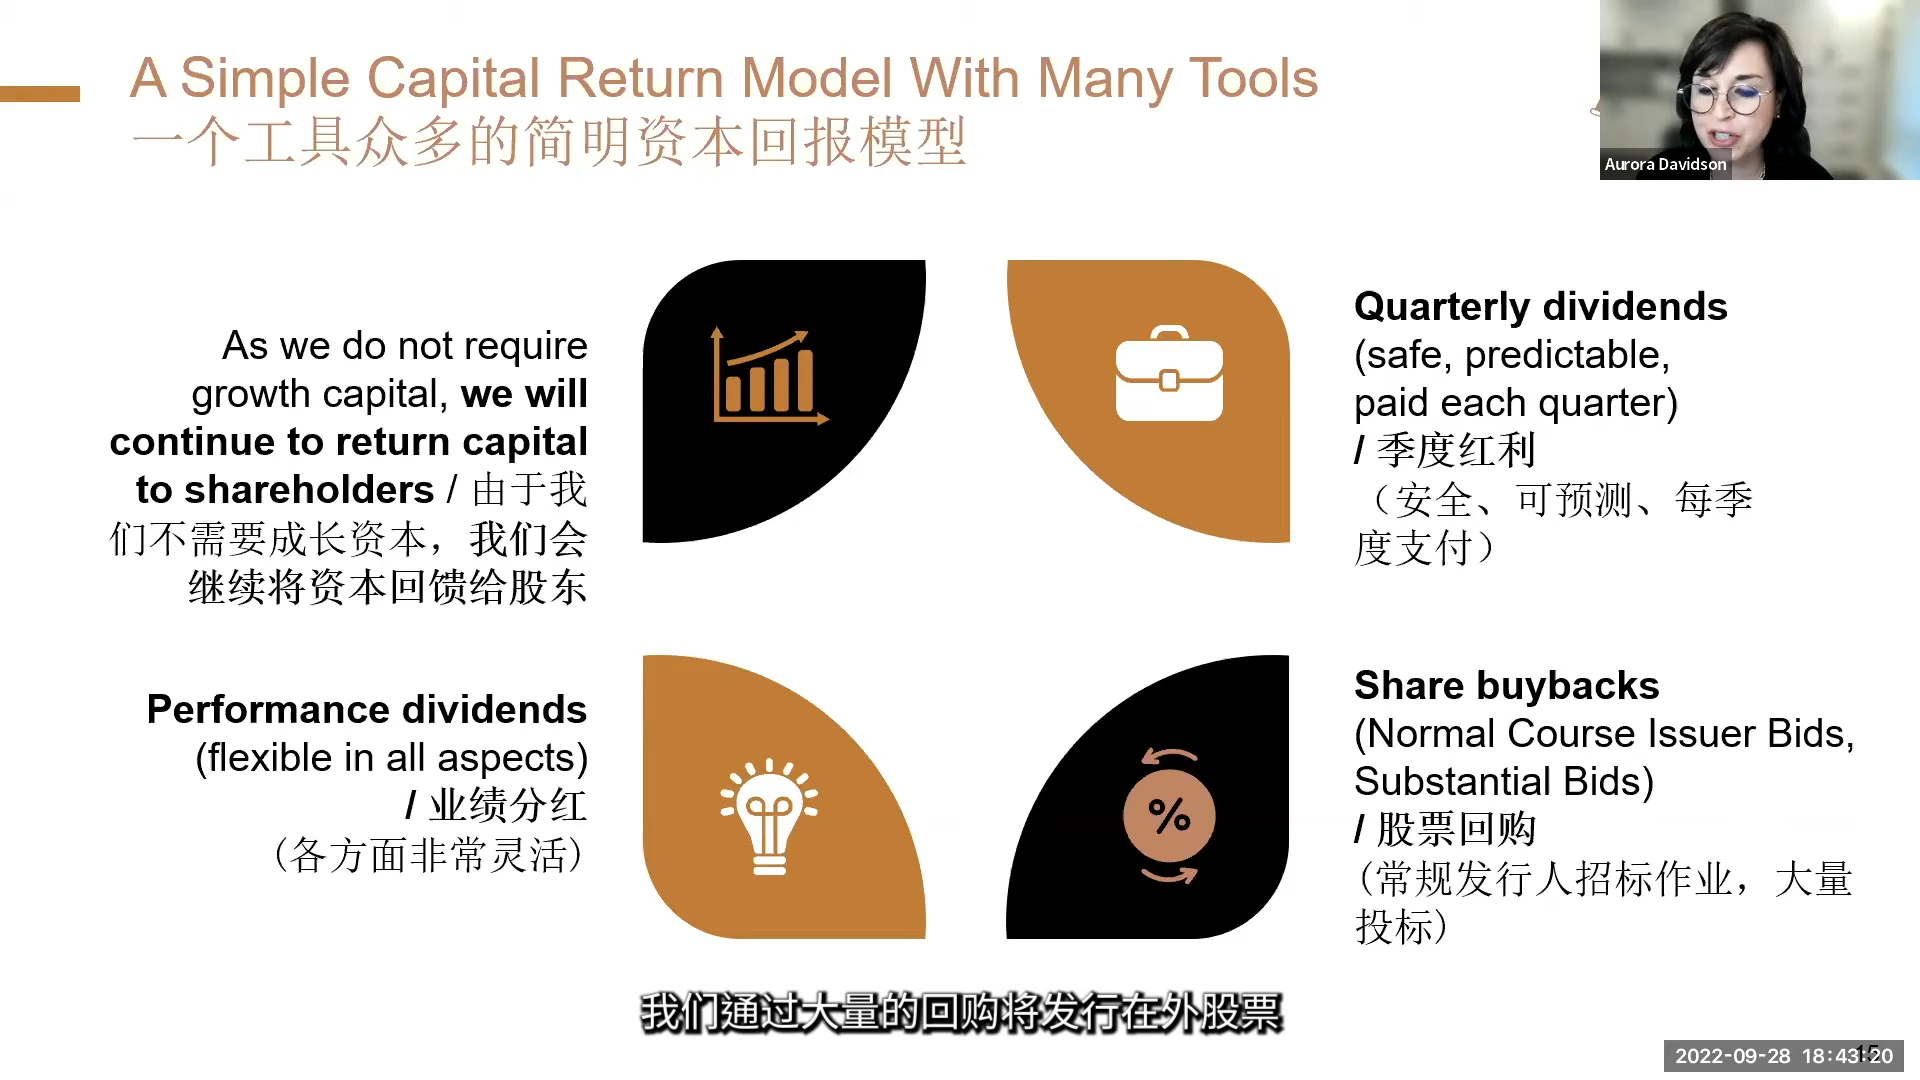 A Simple Capital Return Model With Many Tools
一个工具众多的简明资本回报模型
Aurora Davidson
As we do not require
growth capital, we will
continue to return capital
to shareholders / 由于我
们不需要成长资本，我们会
继续将资本回馈给股东
Quarterly dividends
(safe, predictable,
paid each quarter)
/ 季度红利
（安全、可预测、每季
度支付）
Performance dividends
(flexible in all aspects)
/ 业绩分红
(各方面非常灵活)
Share buybacks
(Normal Course Issuer Bids,
Substantial Bids)
/ 股票回购
(常规发行人招标作业，大量
投标)
%
我们通过大量的回购将发行在外股票
2022-09-28 18:43:20